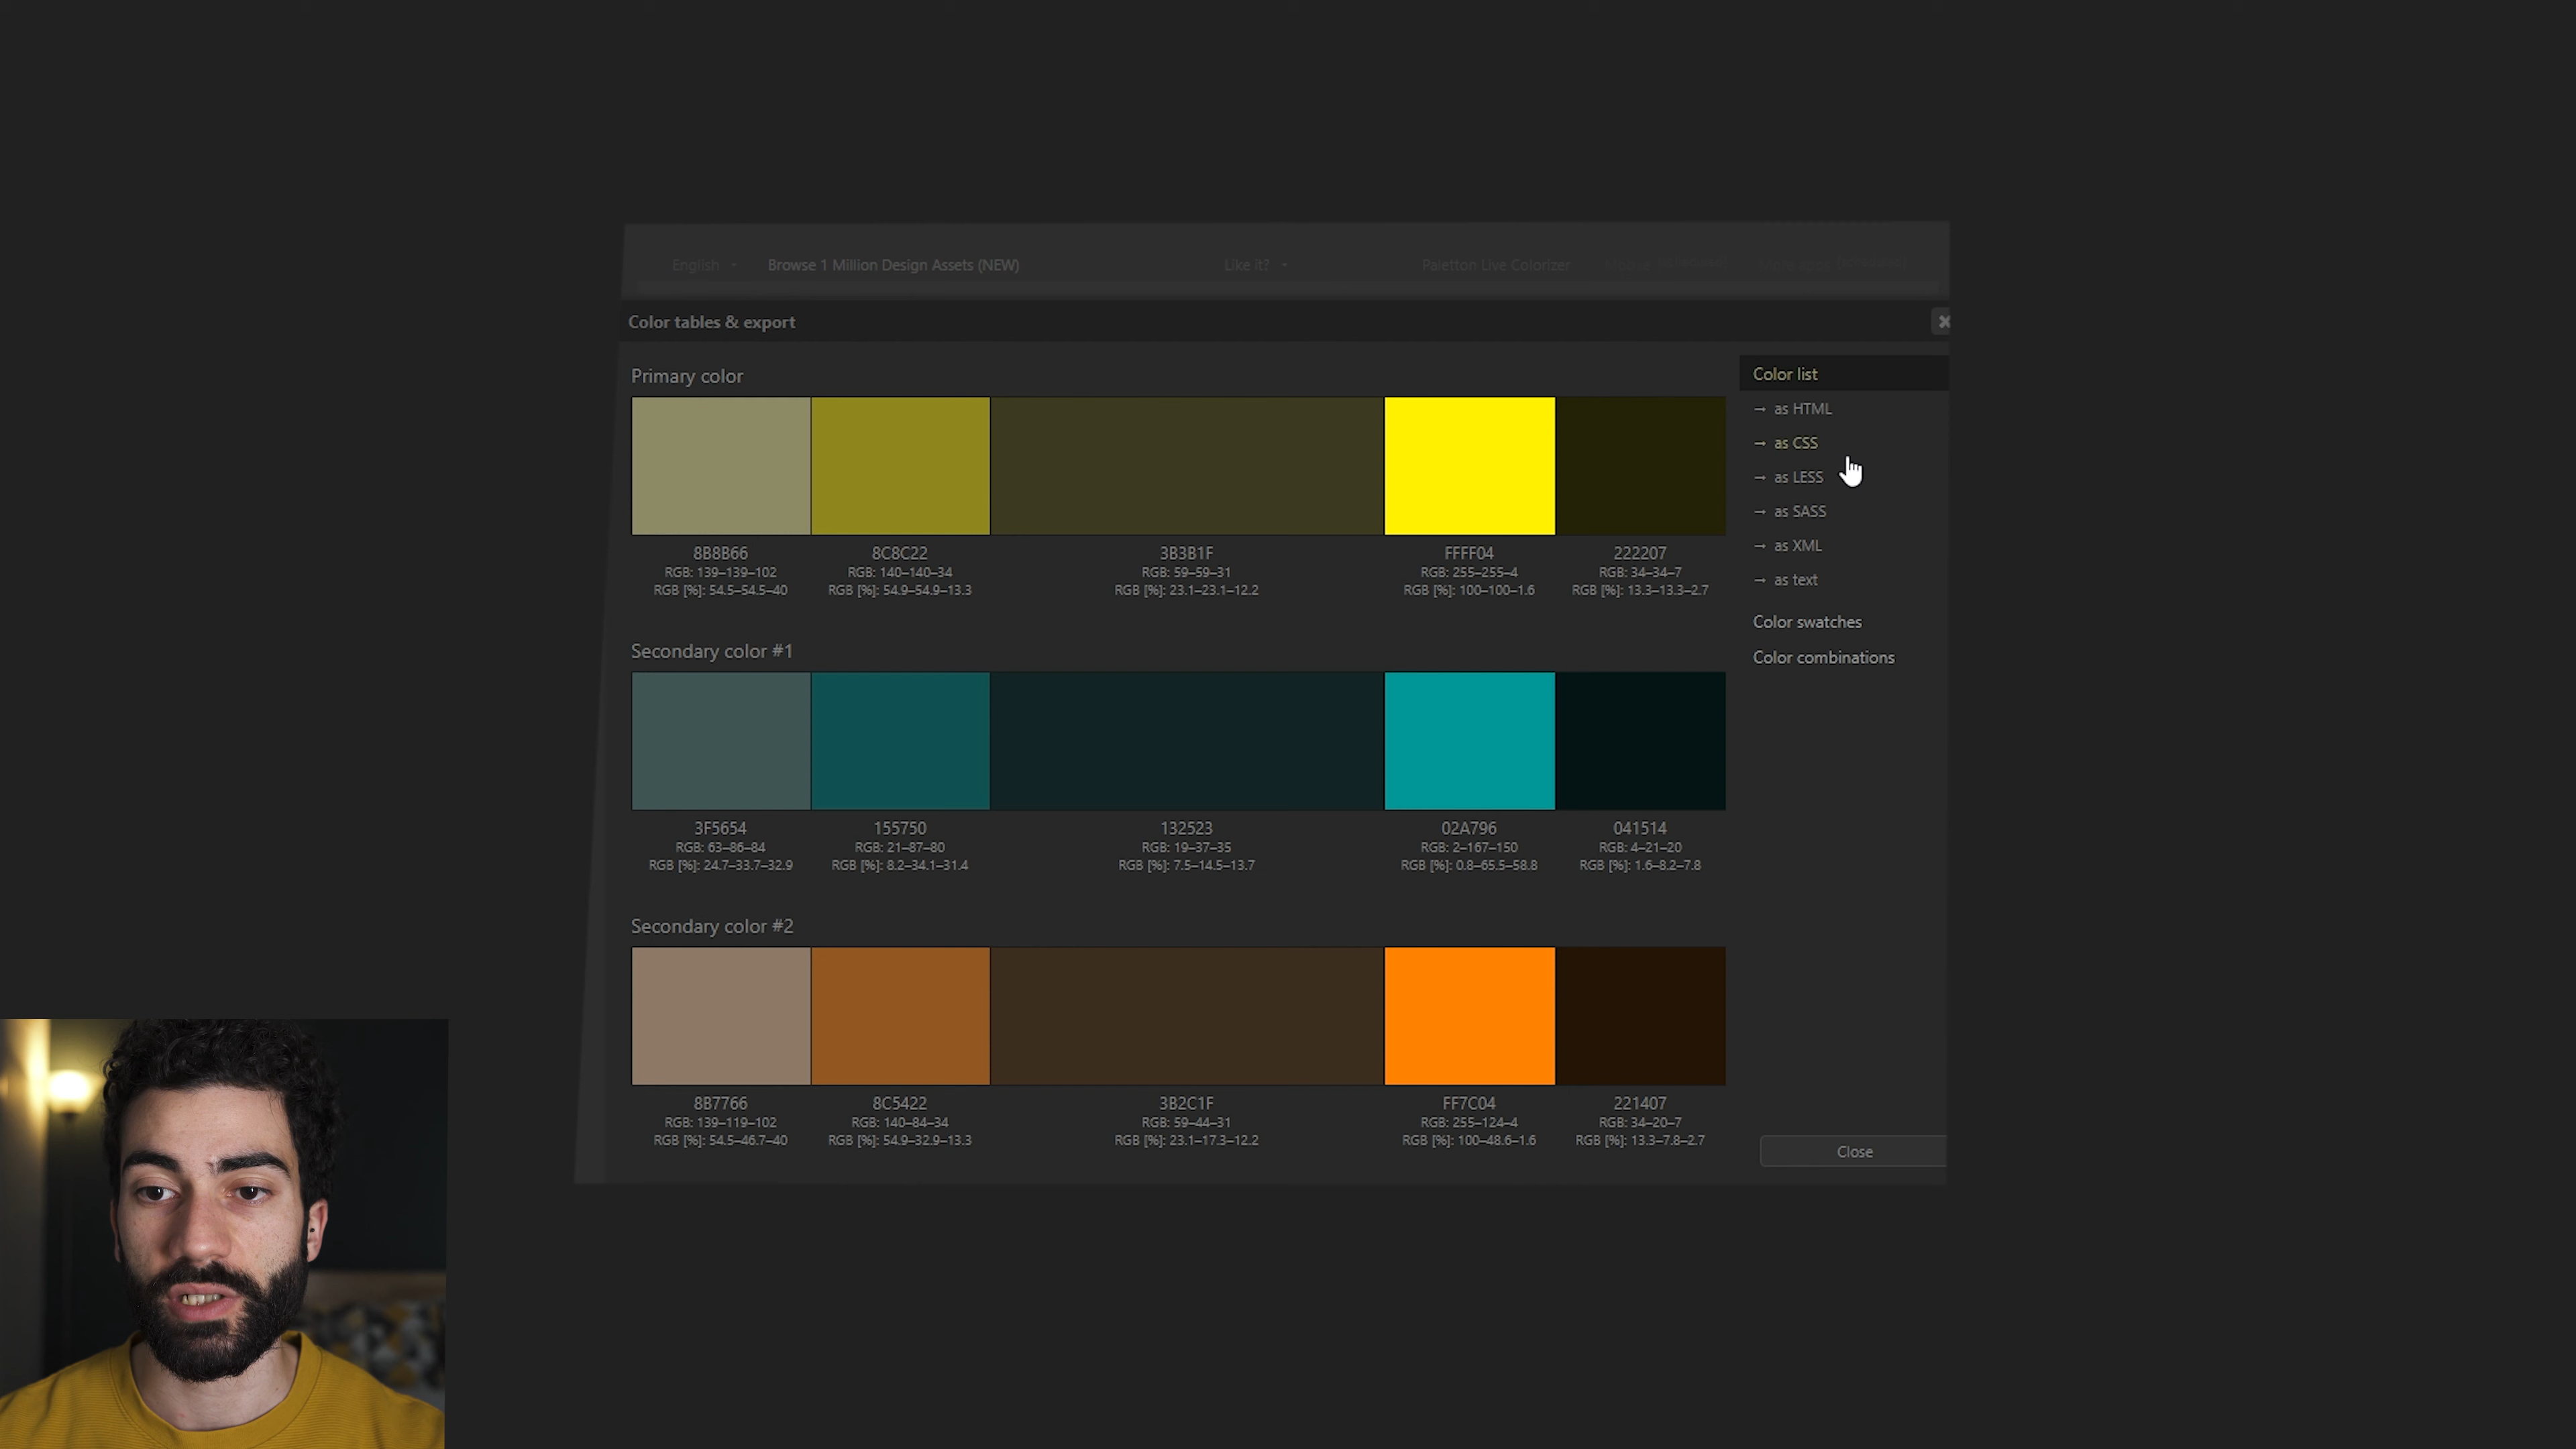 English
Browse 1 Million Design Assets (NEW)
Like it?
Paletton Live Colorizer
Color tables & export
Primary color
8B8B66
RGB: 139–139–102
RGB [%]: 54.5–54.5–40
8C8C22
RGB: 140–140–34
RGB [%]: 54.9–54.9–13.3
3B3B1F
RGB: 59–59–31
RGB [%]: 23.1–23.1–12.2
FFFF04
RGB: 255–255–4
RGB [%]: 100–100–1.6
222207
RGB: 34–34–7
RGB [%]: 13.3–13.3–2.7
Secondary color #1
3F5654
RGB: 63–86–84
RGB [%]: 24.7–33.7–32.9
155750
RGB: 21–87–80
RGB [%]: 8.2–34.1–31.4
132523
RGB: 19–37–35
RGB [%]: 7.5–14.5–13.7
02A796
RGB: 2–167–150
RGB [%]: 0.8–65.5–58.8
041514
RGB: 4–21–20
RGB [%]: 1.6–8.2–7.8
Secondary color #2
8B7766
RGB: 139–119–102
RGB [%]: 54.5–46.7–40
8C5422
RGB: 140–84–34
RGB [%]: 54.9–32.9–13.3
3B2C1F
RGB: 59–44–31
RGB [%]: 23.1–17.3–12.2
FF7C04
RGB: 255–124–4
RGB [%]: 100–48.6–1.6
221407
RGB: 34–20–7
RGB [%]: 13.3–7.8–2.7
Color list
→ as HTML
→ as CSS
→ as LESS
→ as SASS
→ as XML
→ as text
Color swatches
Color combinations
Close